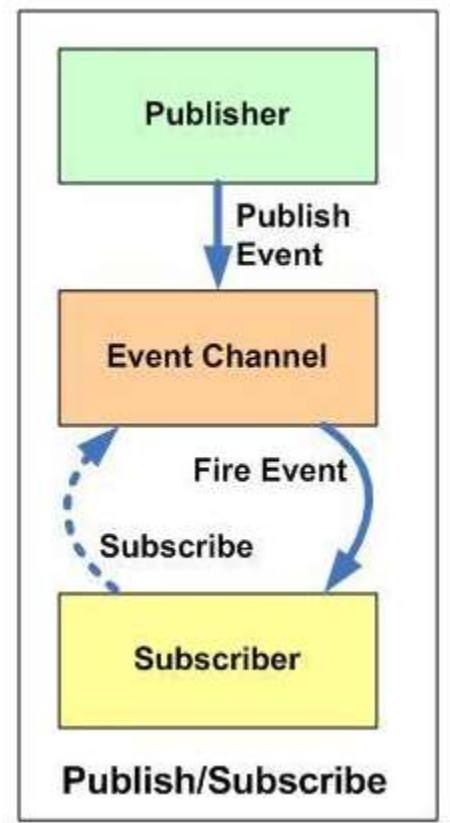 Publisher
Publish
Event
Event Channel
Fire Event
Subscribe
Subscriber
Publish/Subscribe